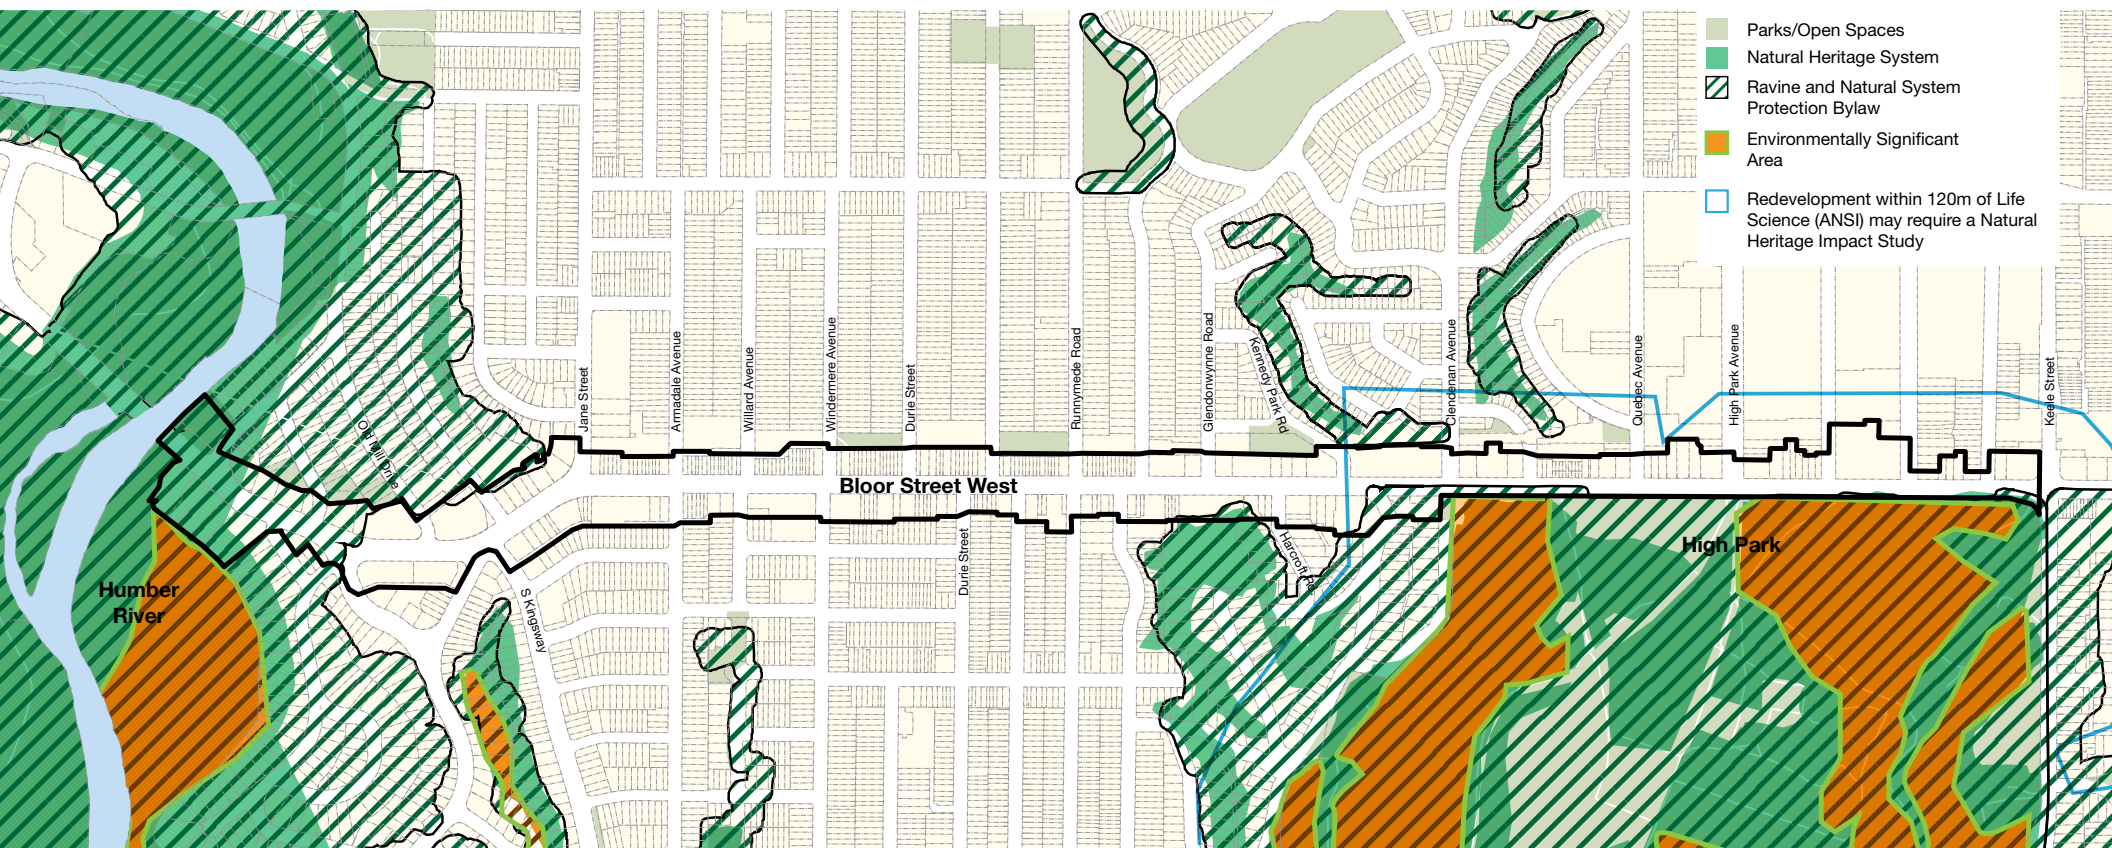 Parks/Open Spaces
Natural Heritage System
Ravine and Natural System
Protection Bylaw
Environmentally Significant
Area
Redevelopment within 120m of Life
Science (ANSI) may require a Natural
Heritage Impact Study
Jane Street
Armadale Avenue
Willard Avenue
Windermere Avenue
Durie Street
Runnymede Road
Glendonwynne Road
Kennedy Park Rd
Clendenan Avenue
Quebec Avenue
High Park Avenue
Keele Street
Old Mill Drive
Bloor Street West
High Park
Humber
River
S Kingsway
Durie Street
Harcroft Rd